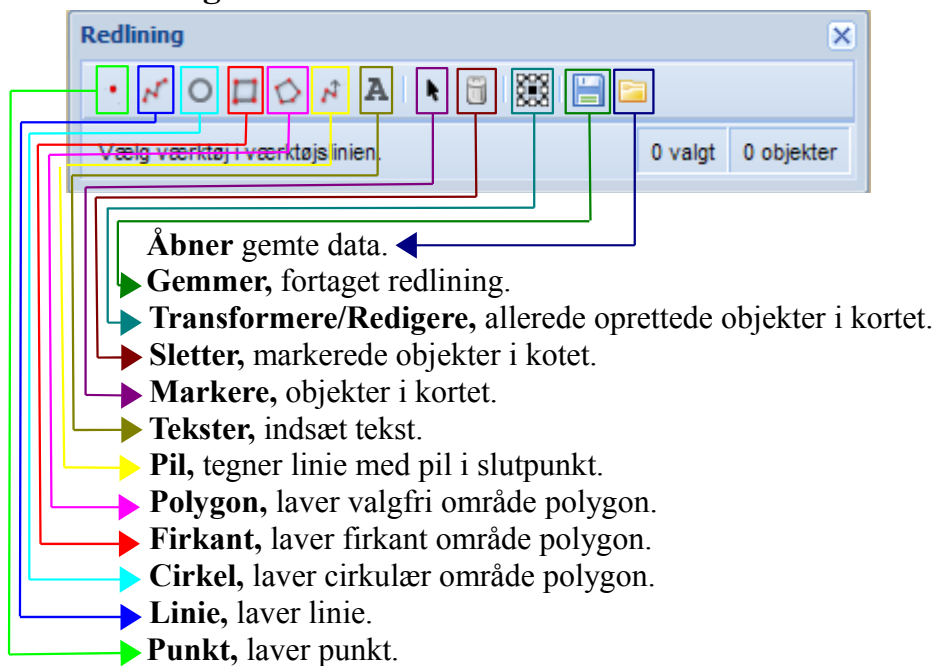 Redlining
A
Vælg værktøj i værktøjslinien. 0 valgt 0 objekter
Åbner gemte data.
Gemmer, fortaget redlining.
Transformere/Redigere, allerede oprettede objekter i kortet.
Sletter, markerede objekter i kotet.
Markere, objekter i kortet.
Tekster, indsæt tekst.
Pil, tegner linie med pil i slutpunkt.
Polygon, laver valgfri område polygon.
Firkant, laver firkant område polygon.
Cirkel, laver cirkulær område polygon.
Linie, laver linie.
Punkt, laver punkt.